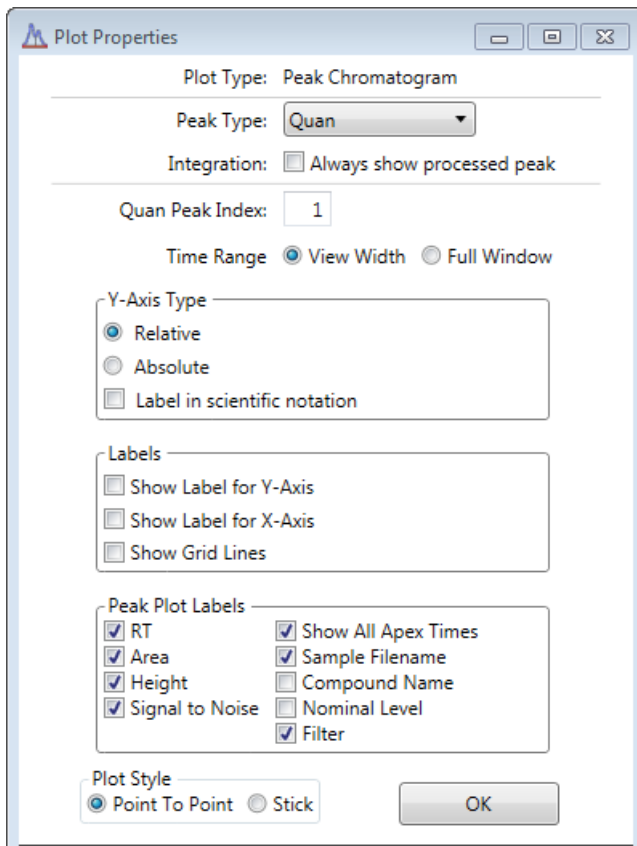 Plot Properties
Plot Type: Peak Chromatogram
Peak Type: Quan
Integration: Always show processed peak
Quan Peak Index: 1
Time Range View Width Full Window
Y-Axis Type
Relative
Absolute
Label in scientific notation
Labels
Show Label for Y-Axis
Show Label for X-Axis
Show Grid Lines
Peak Plot Labels
RT Show All Apex Times
Area Sample Filename
Height Compound Name
Signal to Noise Nominal Level
Filter
Plot Style
Point To Point Stick OK